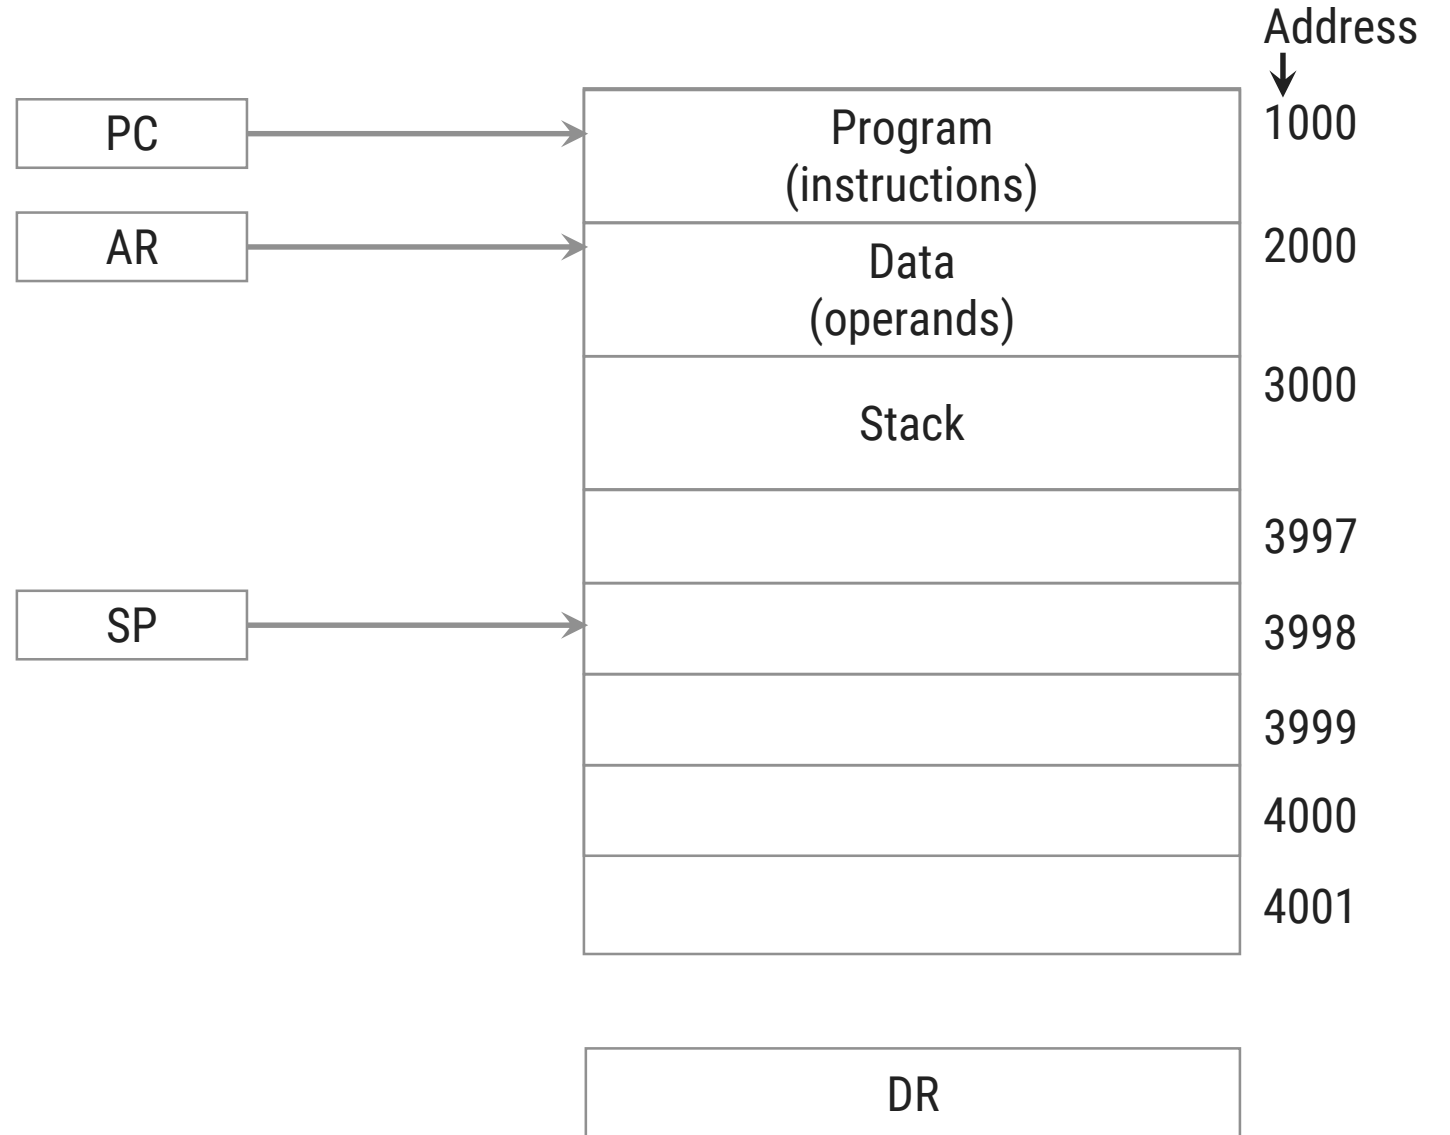 Address
PC
Program
(instructions)
1000
AR
Data
(operands)
2000
Stack
3000
3997
SP
3998
3999
4000
4001
DR